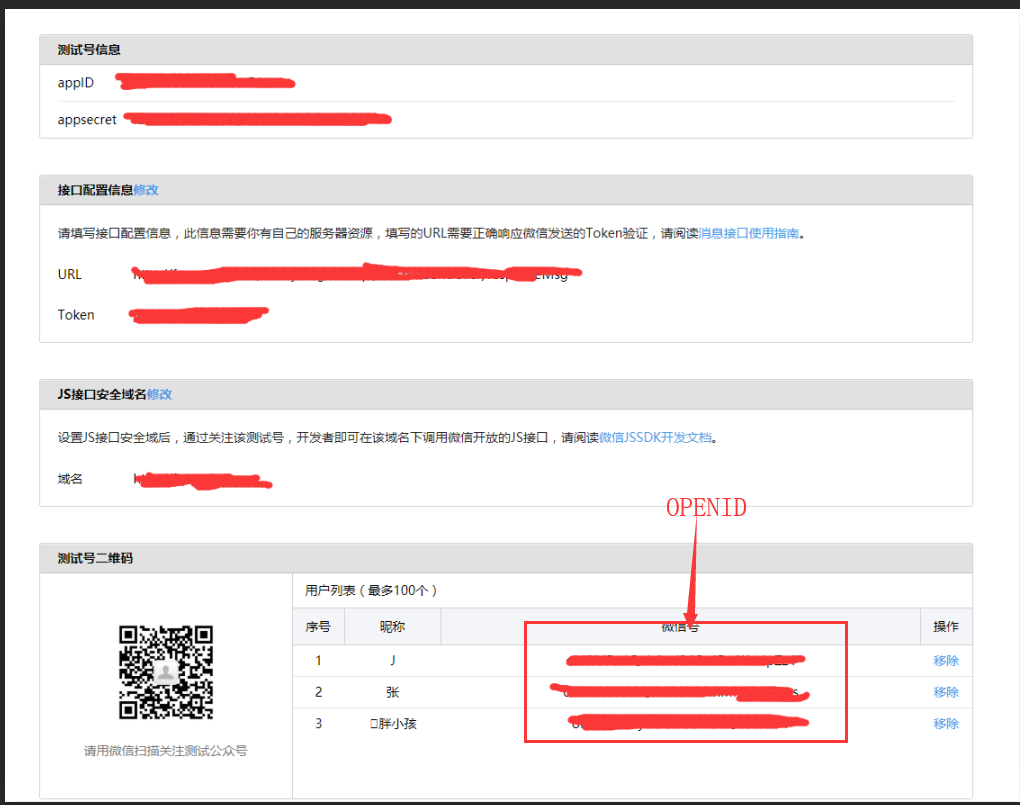 测试号信息
appID
appsecret
接口配置信息修改
请填写接口配置信息，此信息需要你有自己的服务器资源，填写的URL需要正确响应微信发送的Token验证，请阅读消息接口使用指南。
URL
Token
JS接口安全域名修改
设置JS接口安全域后，通过关注该测试号，开发者即可在该域名下调用微信开放的JS接口，请阅读微信JSSDK开发文档。
域名
OPENID
测试号二维码
用户列表（最多100个）
序号 昵称 微信号 操作
1 J 移除
2 张 移除
3 胖小孩 移除
请用微信扫描关注测试公众号